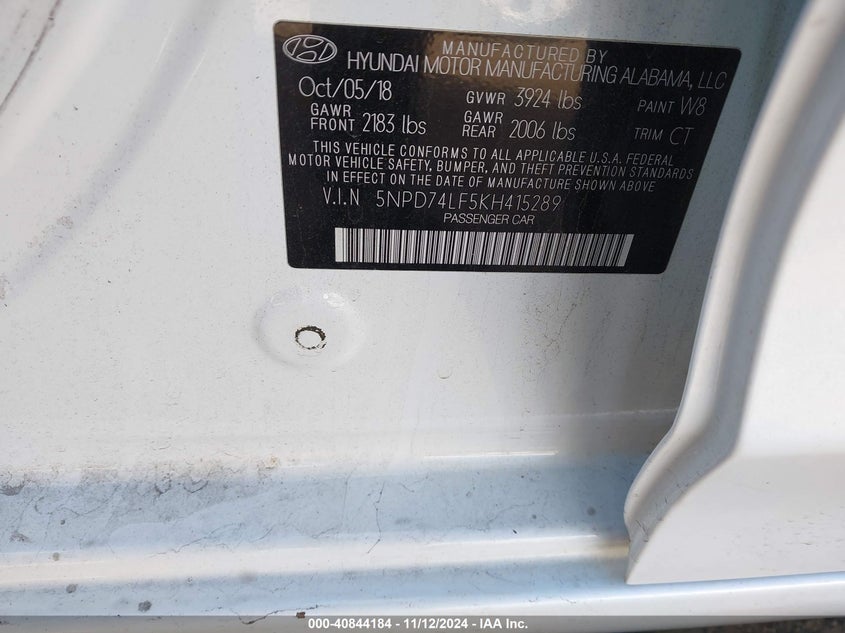 MANUFACTURED BY
HYUNDAI MOTOR MANUFACTURING ALABAMA, LLC
Oct/05/18 GVWR 3924 lbs PAINT W8
GAWR FRONT 2183 lbs GAWR REAR 2006 lbs TRIM CT
THIS VEHICLE CONFORMS TO ALL APPLICABLE U.S.A. FEDERAL
MOTOR VEHICLE SAFETY, BUMPER, AND THEFT PREVENTION STANDARDS
IN EFFECT ON THE DATE OF MANUFACTURE SHOWN ABOVE
V.I.N 5NPD74LF5KH415289
PASSENGER CAR
000-40844184 - 11/12/2024 - IAA Inc.